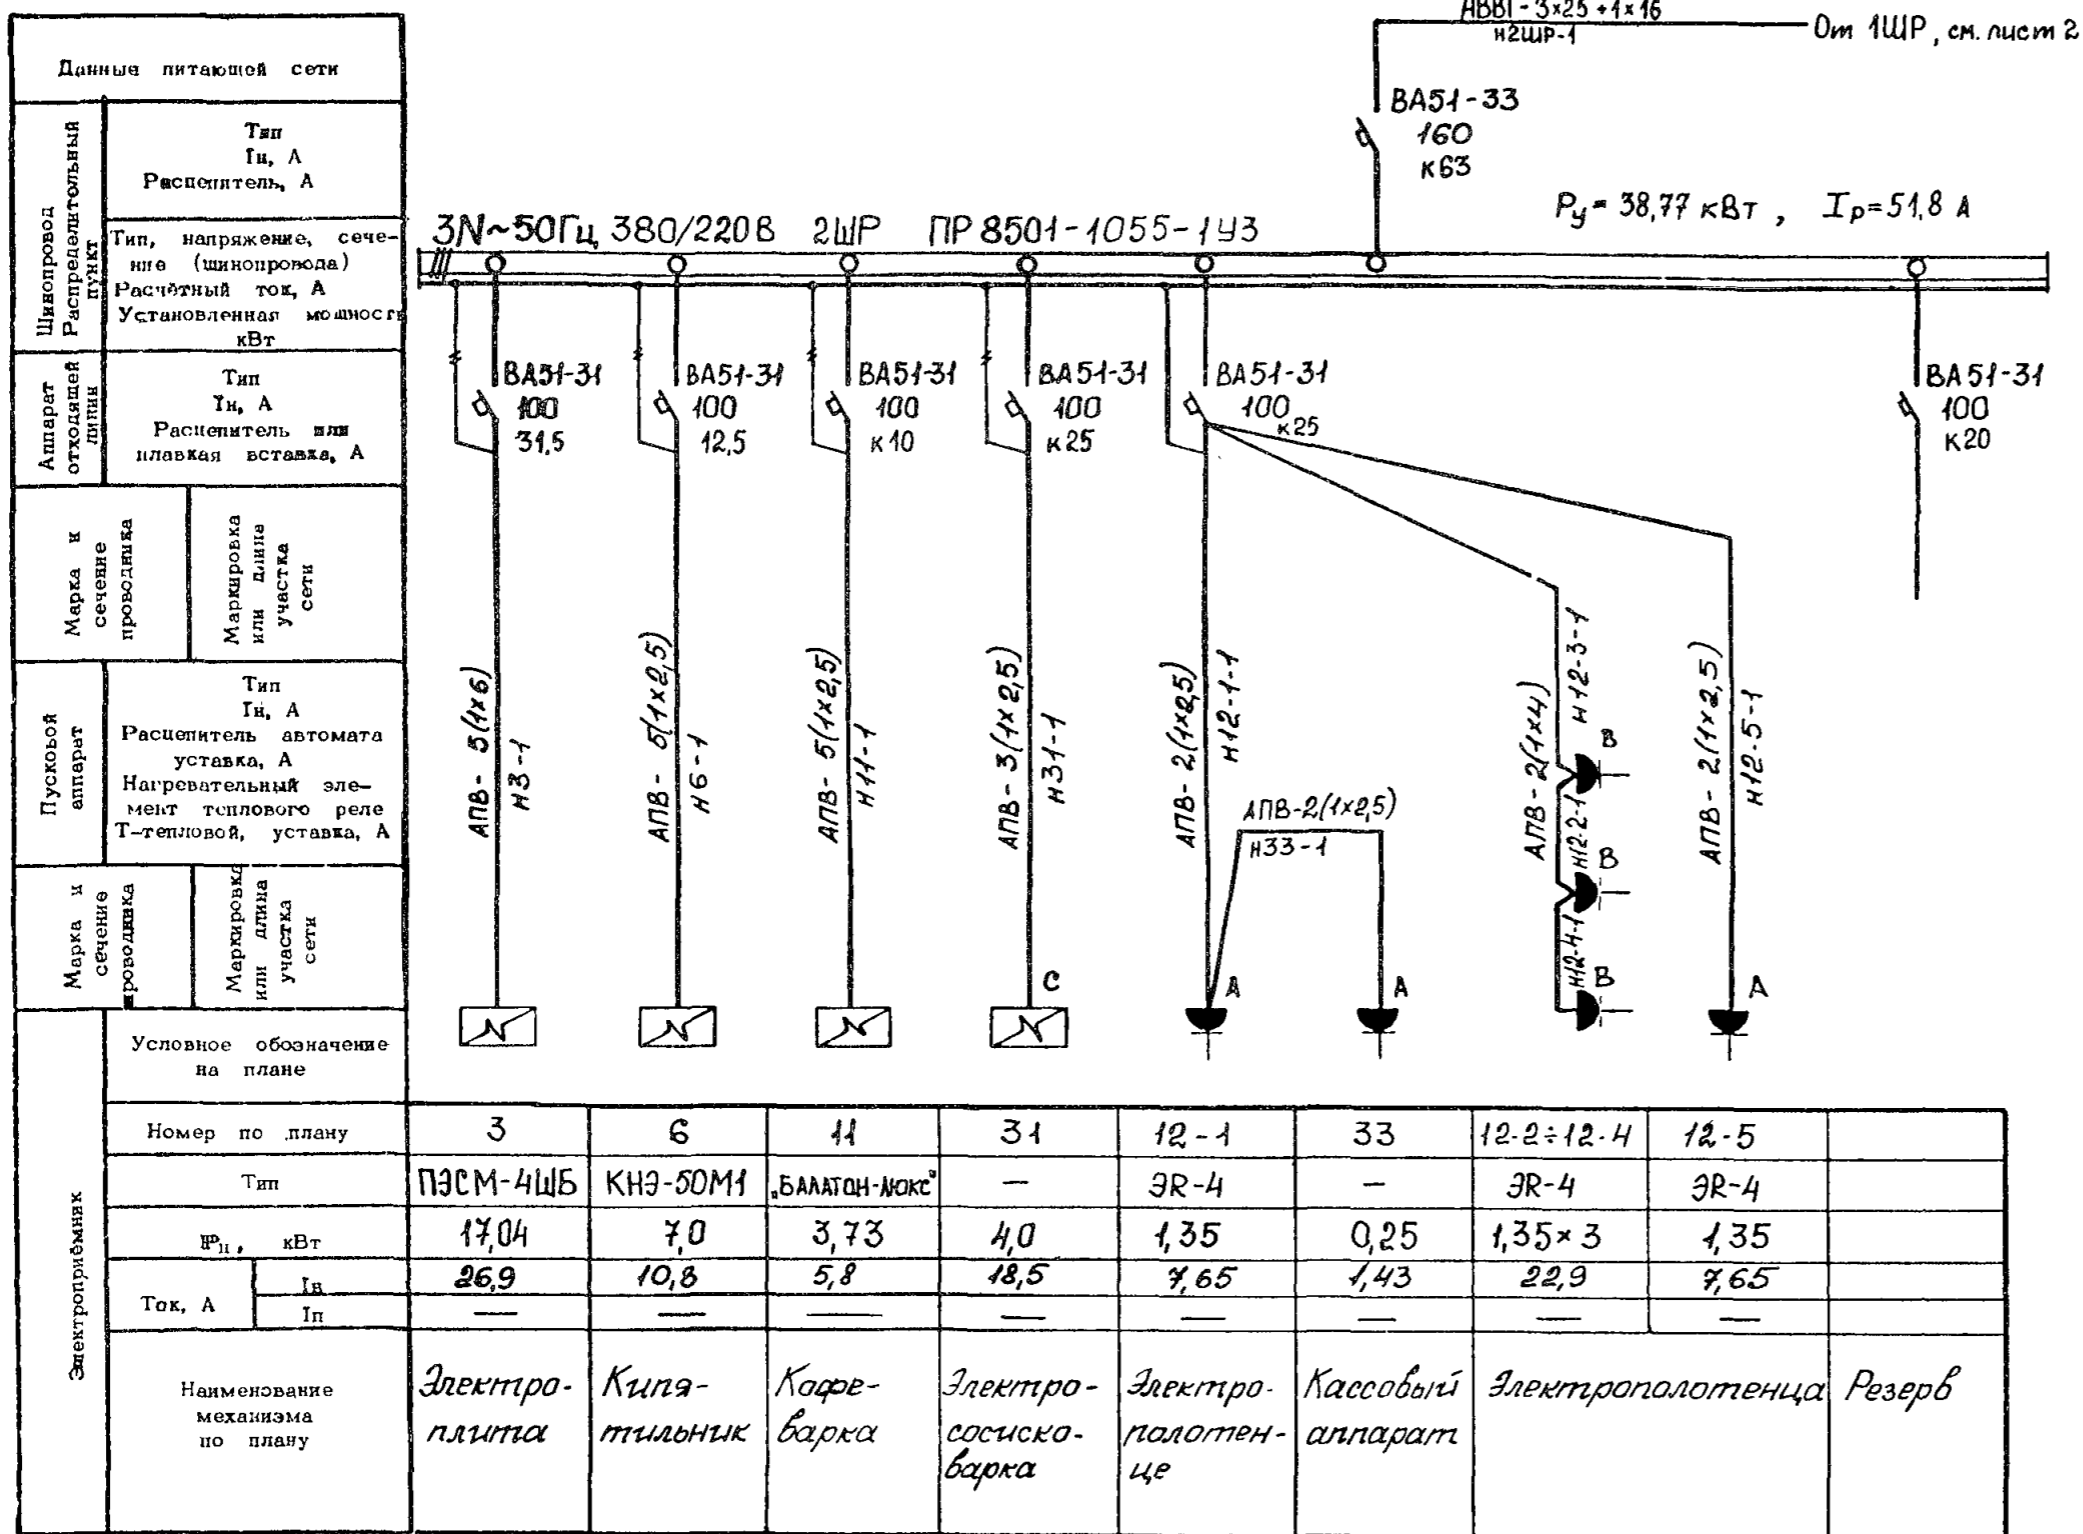 АВВГ-3×25+1×16
н2ШР-1
От 1ШР, см. лист 2
Данные питающей сети
ВА51-33
160
к63
Шинопровод
Распределительный
пункт
Тип
Iн, А
Расцепитель, А
Тип, напряжение, сече-
ние (шинопровода)
Расчётный ток, А
Установленная мощность
кВт
3N~50Гц, 380/220В 2ШР ПР 8501-1055-1У3
Ру= 38,77 кВт, Iр=51,8 А
Аппарат
отходящей
линии
Тип
Iн, А
Расцепитель или
плавкая вставка, А
ВА51-31
100
31,5
ВА51-31
100
12,5
ВА51-31
100
к10
ВА51-31
100
к25
ВА51-31
100
к25
ВА51-31
100
к20
Марка и
сечение
проводника
Маркировка
или длина
участка
сети
Пусковой
аппарат
Тип
Iн, А
Расцепитель автомата
уставка, А
Нагревательный эле-
мент теплового реле
Т-тепловой, уставка, А
АПВ- 5(1×6)
н3-1
АПВ- 5(1×2,5)
н6-1
АПВ- 5(1×2,5)
н11-1
АПВ- 3(1×2,5)
н31-1
АПВ- 2(1×2,5)
н12-1-1
АПВ-2(1×2,5)
н33-1
АПВ- 2(1×4)
н12-3-1
В
н12-2-1
В
н12-4-1
В
АПВ- 2(1×2,5)
н12-5-1
Марка и
сечение
проводника
Маркировка
или длина
участка
сети
С
А
А
А
Электроприёмник
Условное обозначение
на плане
Номер по плану 3 6 11 31 12-1 33 12-2÷12-4 12-5
Тип ПЭСМ-4ШБ КНЭ-50М1 „БАЛАТОН-ЛЮКС" — ЭR-4 — ЭR-4 ЭR-4
Рн, кВт 17,04 7,0 3,73 4,0 1,35 0,25 1,35×3 1,35
Ток, А
Iн 26,9 10,8 5,8 18,5 7,65 1,43 22,9 7,65
Iп — — — — — — — —
Наименование
механизма
по плану
Электро-
плита
Кипя-
тильник
Кофе-
варка
Электро-
сосиско-
варка
Электро-
полотен-
це
Кассовый
аппарат
Электрополотенца
Резерв